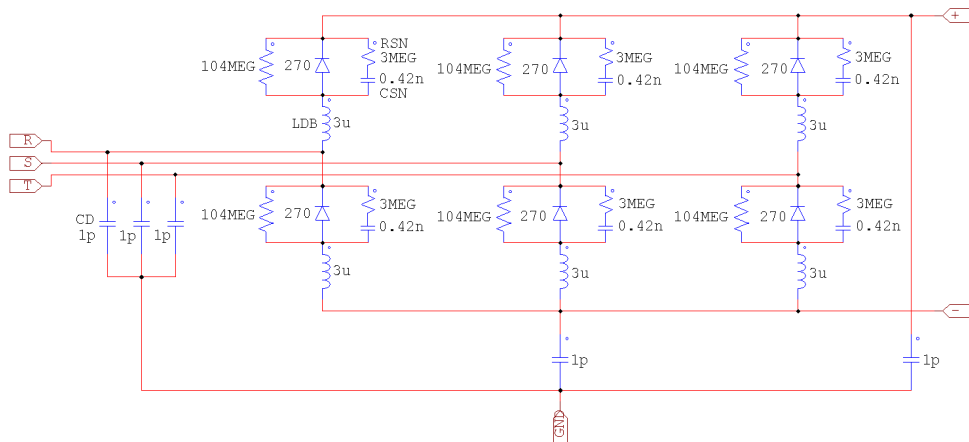 +
RSN
3MEG
104MEG
270
0.42n
CSN
3MEG
104MEG
270
0.42n
3MEG
104MEG
270
0.42n
LDB
3u
3u
3u
R
S
T
3MEG
104MEG
270
0.42n
3MEG
104MEG
270
0.42n
3MEG
104MEG
270
0.42n
CD
1p
1p
1p
3u
3u
3u
-
1p
1p
GND